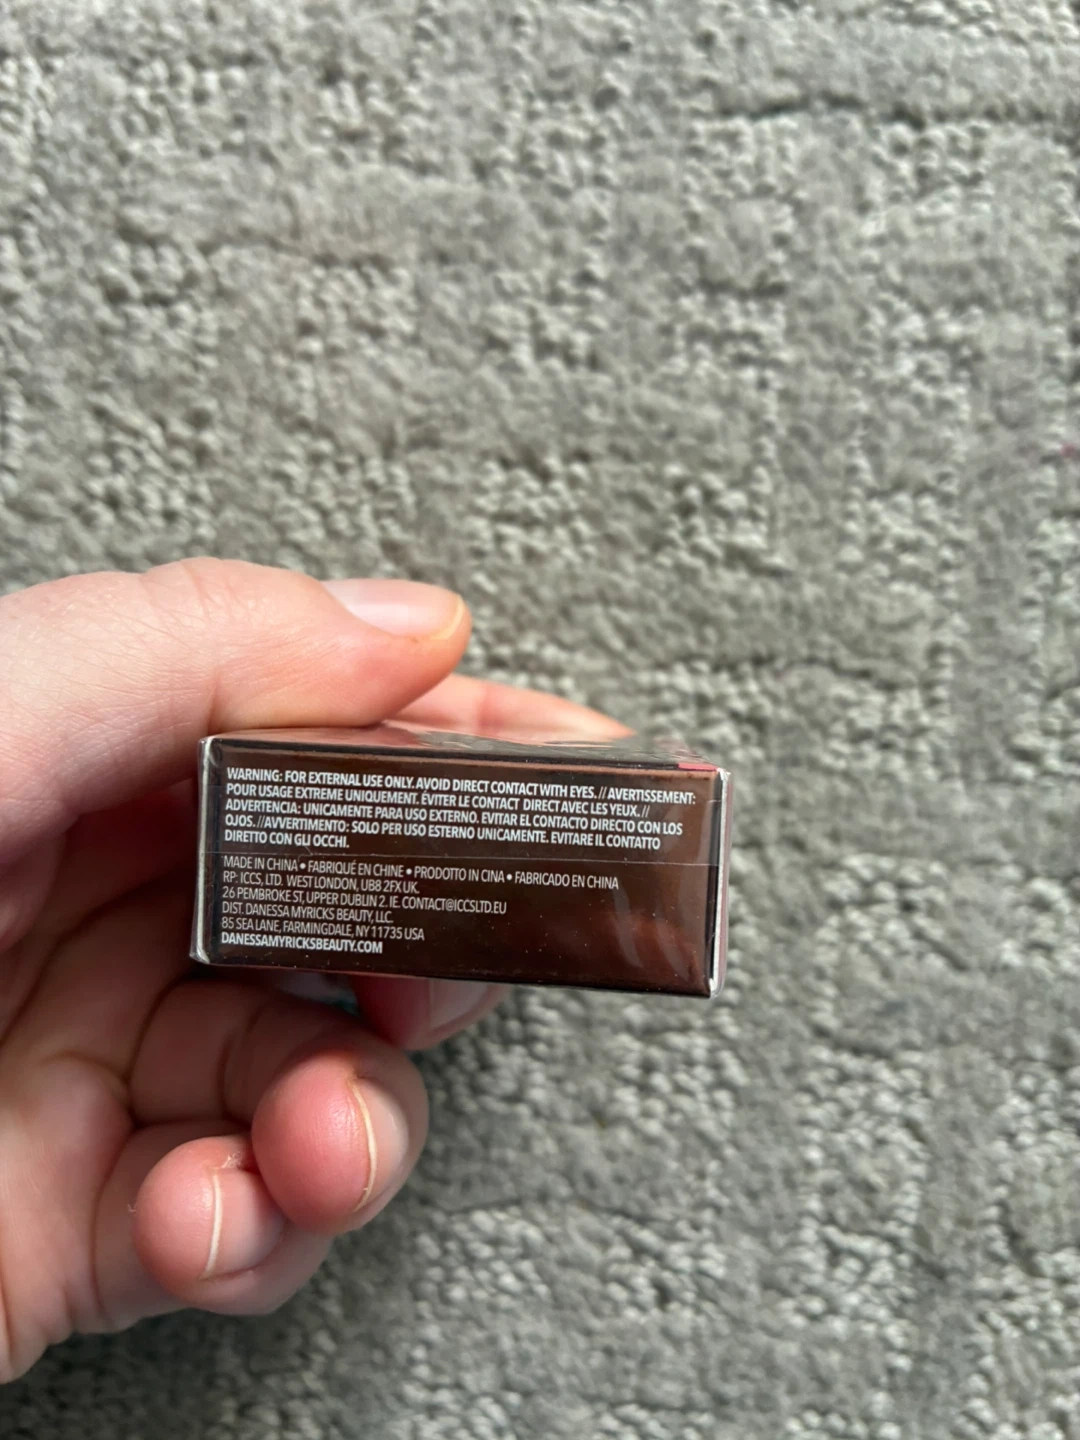 WARNING: FOR EXTERNAL USE ONLY. AVOID DIRECT CONTACT WITH EYES. // AVERTISSEMENT:
POUR USAGE EXTREME UNIQUEMENT. ÉVITER LE CONTACT DIRECT AVEC LES YEUX. //
ADVERTENCIA: UNICAMENTE PARA USO EXTERNO. EVITAR EL CONTACTO DIRECTO CON LOS
OJOS. //AVVERTIMENTO: SOLO PER USO ESTERNO UNICAMENTE. EVITARE IL CONTATTO
DIRETTO CON GLI OCCHI.
MADE IN CHINA • FABRIQUÉ EN CHINE • PRODOTTO IN CINA • FABRICADO EN CHINA
RP: ICCS, LTD. WEST LONDON, UB8 2FX UK.
26 PEMBROKE ST, UPPER DUBLIN 2. IE. CONTACT@ICCSLTD.EU
DIST. DANESSA MYRICKS BEAUTY, LLC.
85 SEA LANE, FARMINGDALE, NY 11735 USA
DANESSAMYRICKSBEAUTY.COM